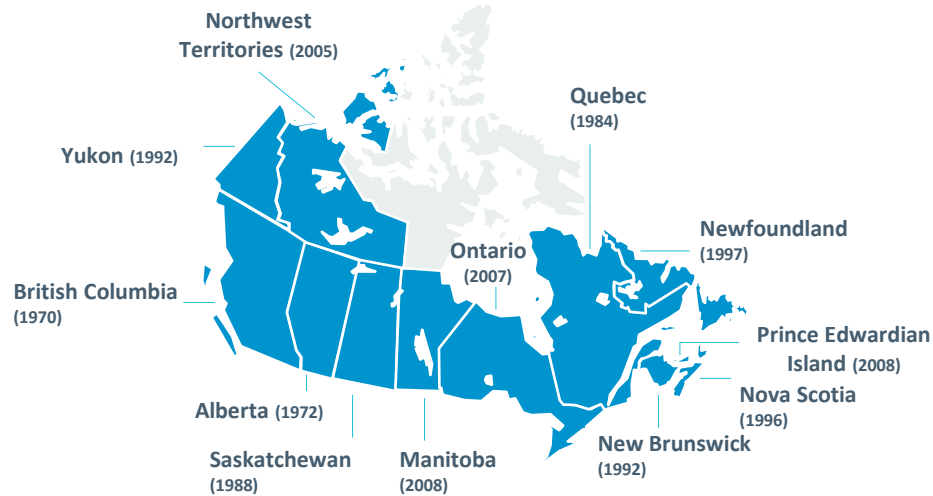 Northwest
Territories (2005)
Quebec
(1984)
Yukon (1992)
Newfoundland
(1997)
Ontario
(2007)
British Columbia
(1970)
Prince Edwardian
Island (2008)
Nova Scotia
(1996)
Alberta (1972)
New Brunswick
(1992)
Saskatchewan
(1988)
Manitoba
(2008)